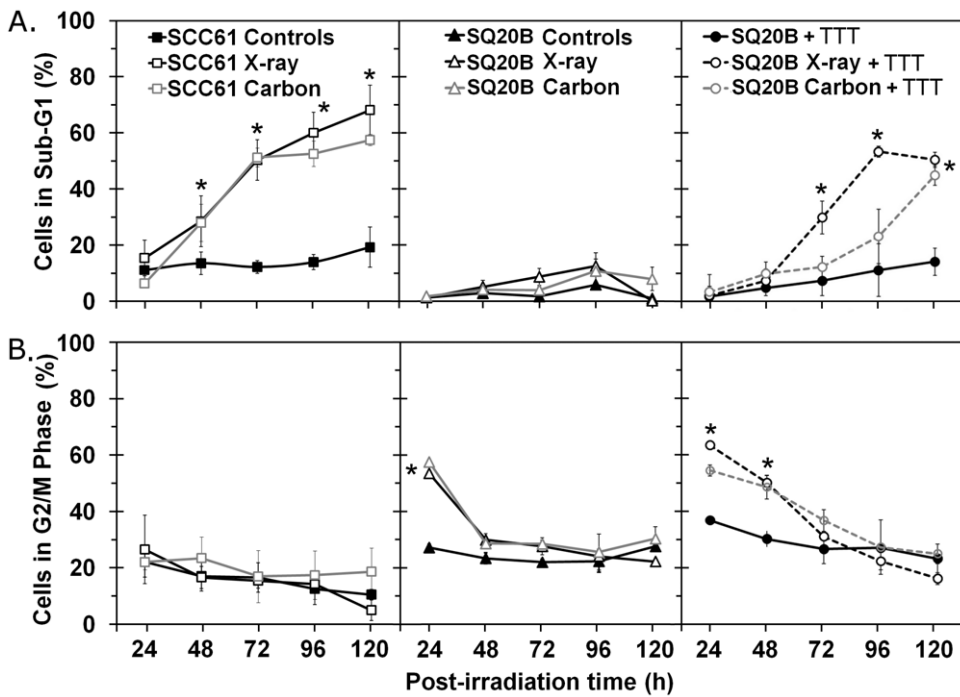 A.
Cells in Sub-G1 (%)
100
80
60
40
20
0
SCC61 Controls
SCC61 X-ray
SCC61 Carbon
* * * *
SQ20B Controls
SQ20B X-ray
SQ20B Carbon
SQ20B + TTT
SQ20B X-ray + TTT
SQ20B Carbon + TTT
* * *
B.
Cells in G2/M Phase (%)
100
80
60
40
20
0
*
* *
24 48 72 96 120 24 48 72 96 120 24 48 72 96 120
Post-irradiation time (h)